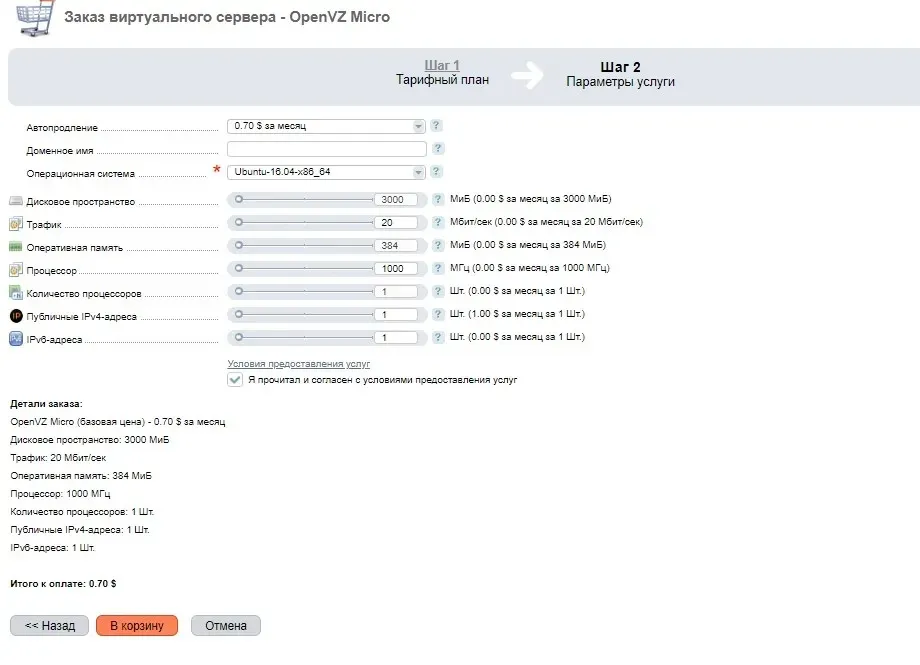 Заказ виртуального сервера - OpenVZ Micro
Шаг 1
Тарифный план
Шаг 2
Параметры услуги
Автопродление 0.70 $ за месяц ?
Доменное имя ?
Операционная система * Ubuntu-16.04-x86_64 ?
Дисковое пространство 3000 ? МиБ (0.00 $ за месяц за 3000 МиБ)
Трафик 20 ? Мбит/сек (0.00 $ за месяц за 20 Мбит/сек)
Оперативная память 384 ? МиБ (0.00 $ за месяц за 384 МиБ)
Процессор 1000 ? МГц (0.00 $ за месяц за 1000 МГц)
Количество процессоров 1 ? Шт. (0.00 $ за месяц за 1 Шт.)
IP Публичные IPv4-адреса 1 ? Шт. (1.00 $ за месяц за 1 Шт.)
IPv6-адреса 1 ? Шт. (0.00 $ за месяц за 1 Шт.)
Условия предоставления услуг
Я прочитал и согласен с условиями предоставления услуг
Детали заказа:
OpenVZ Micro (базовая цена) - 0.70 $ за месяц
Дисковое пространство: 3000 МиБ
Трафик: 20 Мбит/сек
Оперативная память: 384 МиБ
Процессор: 1000 МГц
Количество процессоров: 1 Шт.
Публичные IPv4-адреса: 1 Шт.
IPv6-адреса: 1 Шт.
Итого к оплате: 0.70 $
<< Назад В корзину Отмена